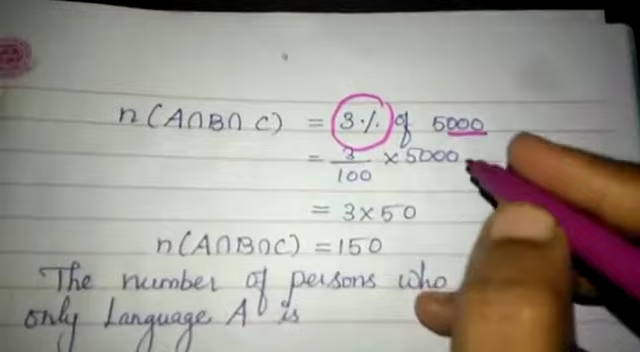 n(A∩B∩C) = 3% of 5000
= 3/100 × 5000
= 3×50
n(A∩B∩C) = 150
The number of persons who
only Language A is